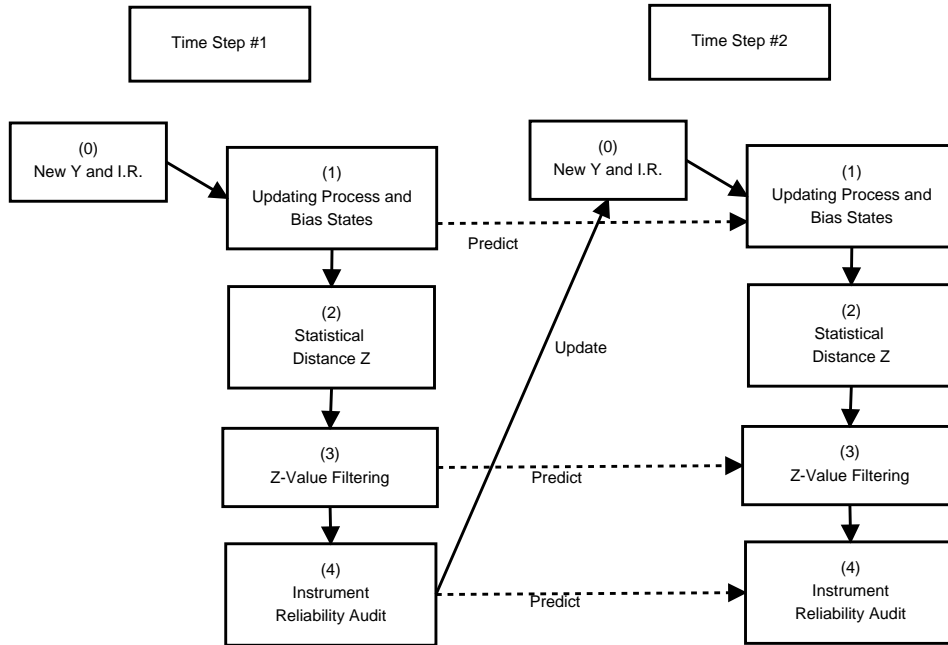 Time Step #1
Time Step #2
(0)
New Y and I.R.
(1)
Updating Process and
Bias States
(2)
Statistical
Distance Z
(3)
Z-Value Filtering
(4)
Instrument
Reliability Audit
Predict
Update
Predict
Predict
(0)
New Y and I.R.
(1)
Updating Process and
Bias States
(2)
Statistical
Distance Z
(3)
Z-Value Filtering
(4)
Instrument
Reliability Audit